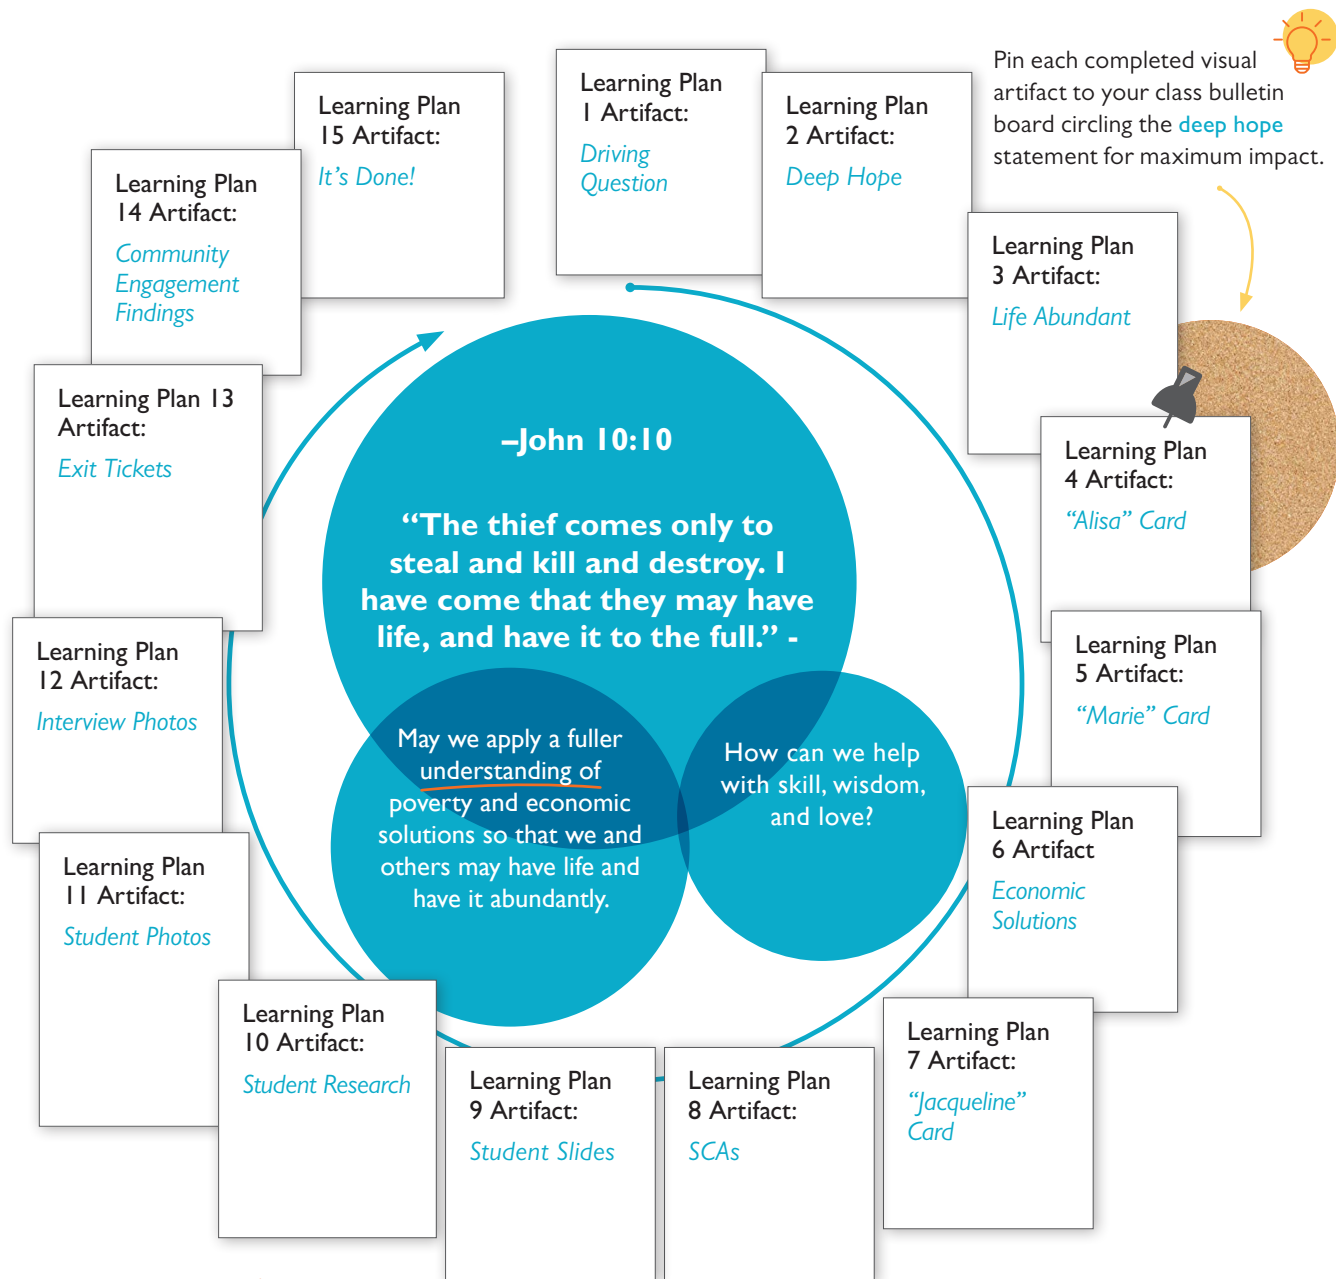 Pin each completed visual
artifact to your class bulletin
board circling the deep hope
statement for maximum impact.
Learning Plan
1 Artifact:
Driving
Question
Learning Plan
2 Artifact:
Deep Hope
Learning Plan
3 Artifact:
Life Abundant
Learning Plan
4 Artifact:
“Alisa” Card
Learning Plan
5 Artifact:
“Marie” Card
Learning Plan
6 Artifact
Economic
Solutions
Learning Plan
7 Artifact:
“Jacqueline”
Card
Learning Plan
8 Artifact:
SCAs
Learning Plan
9 Artifact:
Student Slides
Learning Plan
10 Artifact:
Student Research
Learning Plan
11 Artifact:
Student Photos
Learning Plan
12 Artifact:
Interview Photos
Learning Plan 13
Artifact:
Exit Tickets
Learning Plan
14 Artifact:
Community
Engagement
Findings
Learning Plan
15 Artifact:
It’s Done!
–John 10:10
“The thief comes only to
steal and kill and destroy. I
have come that they may have
life, and have it to the full.” -
May we apply a fuller
understanding of
poverty and economic
solutions so that we and
others may have life and
have it abundantly.
How can we help
with skill, wisdom,
and love?